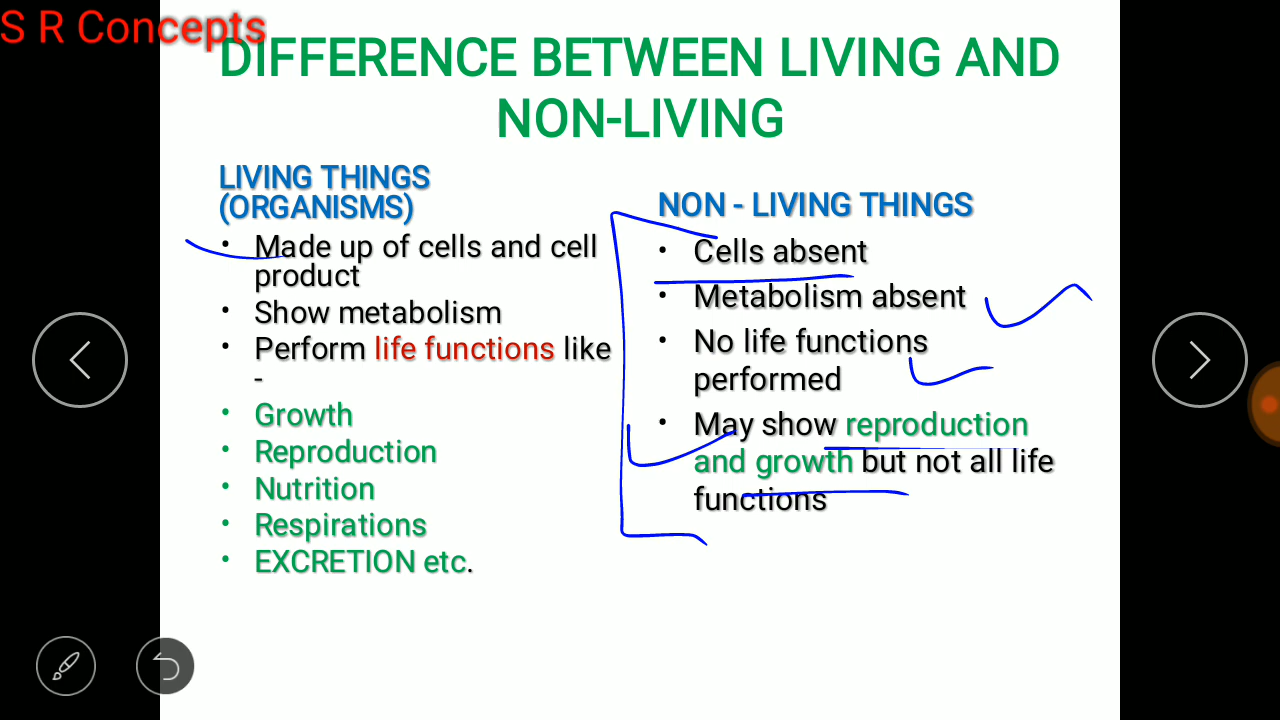 S R Concepts
DIFFERENCE BETWEEN LIVING AND
NON-LIVING
LIVING THINGS
(ORGANISMS)
• Made up of cells and cell
product
• Show metabolism
• Perform life functions like
-
• Growth
• Reproduction
• Nutrition
• Respirations
• EXCRETION etc.
NON - LIVING THINGS
• Cells absent
• Metabolism absent
• No life functions
performed
• May show reproduction
and growth but not all life
functions